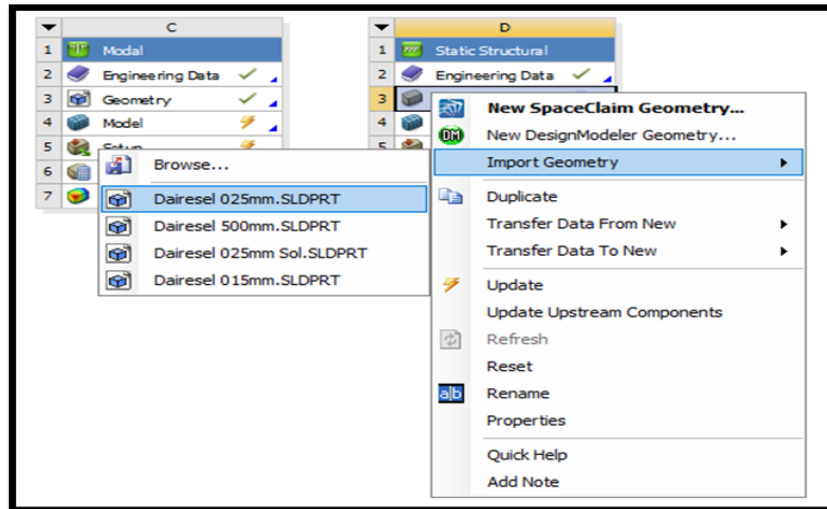 C
1 Modal
2 Engineering Data
3 Geometry
4 Model
5 Setup
6
7
D
1 Static Structural
2 Engineering Data
3
4
5
New SpaceClaim Geometry...
DM New DesignModeler Geometry...
Import Geometry
Duplicate
Transfer Data From New
Transfer Data To New
Update
Update Upstream Components
Refresh
Reset
a|b Rename
Properties
Quick Help
Add Note
Browse...
Dairesel 025mm.SLDPRT
Dairesel 500mm.SLDPRT
Dairesel 025mm Sol.SLDPRT
Dairesel 015mm.SLDPRT